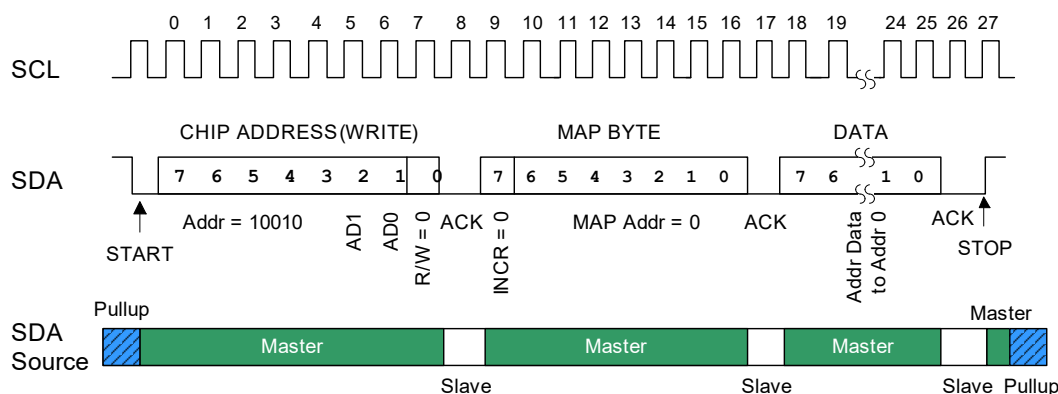 0 1 2 3 4 5 6 7 8 9 10 11 12 13 14 15 16 17 18 19 24 25 26 27
SCL
CHIP ADDRESS (WRITE) MAP BYTE DATA
SDA 7 6 5 4 3 2 1 0 7 6 5 4 3 2 1 0 7 6 1 0
START
Addr = 10010
AD1
AD0
R/W = 0
ACK
INCR = 0
MAP Addr = 0
ACK
Addr Data
to Addr 0
ACK
STOP
Pullup Master
SDA
Source
Master Master Master
Slave Slave Slave Pullup